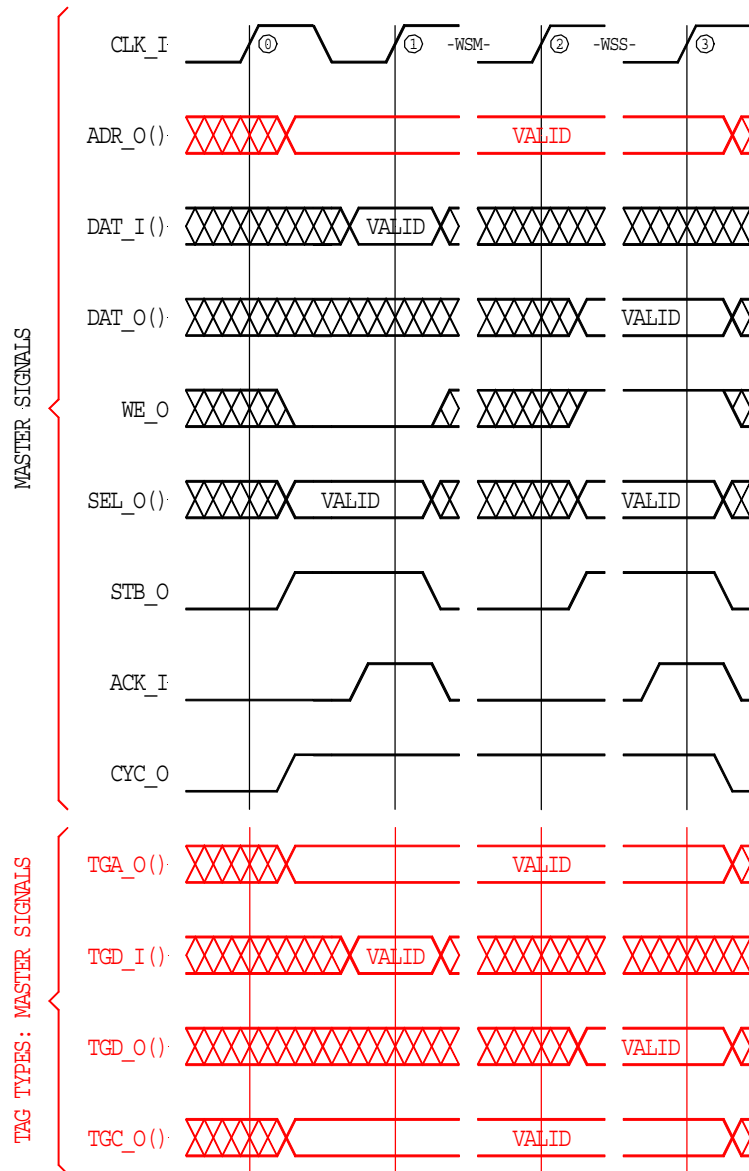 CLK_I 0 1 -WSM- 2 -WSS- 3
ADR_O() VALID
DAT_I() VALID
DAT_O() VALID
WE_O
SEL_O() VALID VALID
STB_O
ACK_I
CYC_O
MASTER SIGNALS
TGA_O() VALID
TGD_I() VALID
TGD_O() VALID
TGC_O() VALID
TAG TYPES: MASTER SIGNALS